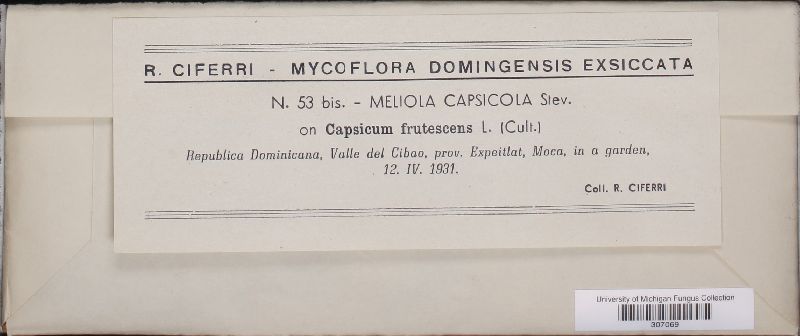 R. CIFERRI - MYCOFLORA DOMINGENSIS EXSICCATA
N. 53 bis. - MELIOLA CAPSICOLA Stev.
on Capsicum frutescens L. (Cult.)
Republica Dominicana, Valle del Cibao, prov. Expeitlat, Moca, in a garden,
12. IV. 1931.
Coll. R. CIFERRI
University of Michigan Fungus Collection
307069